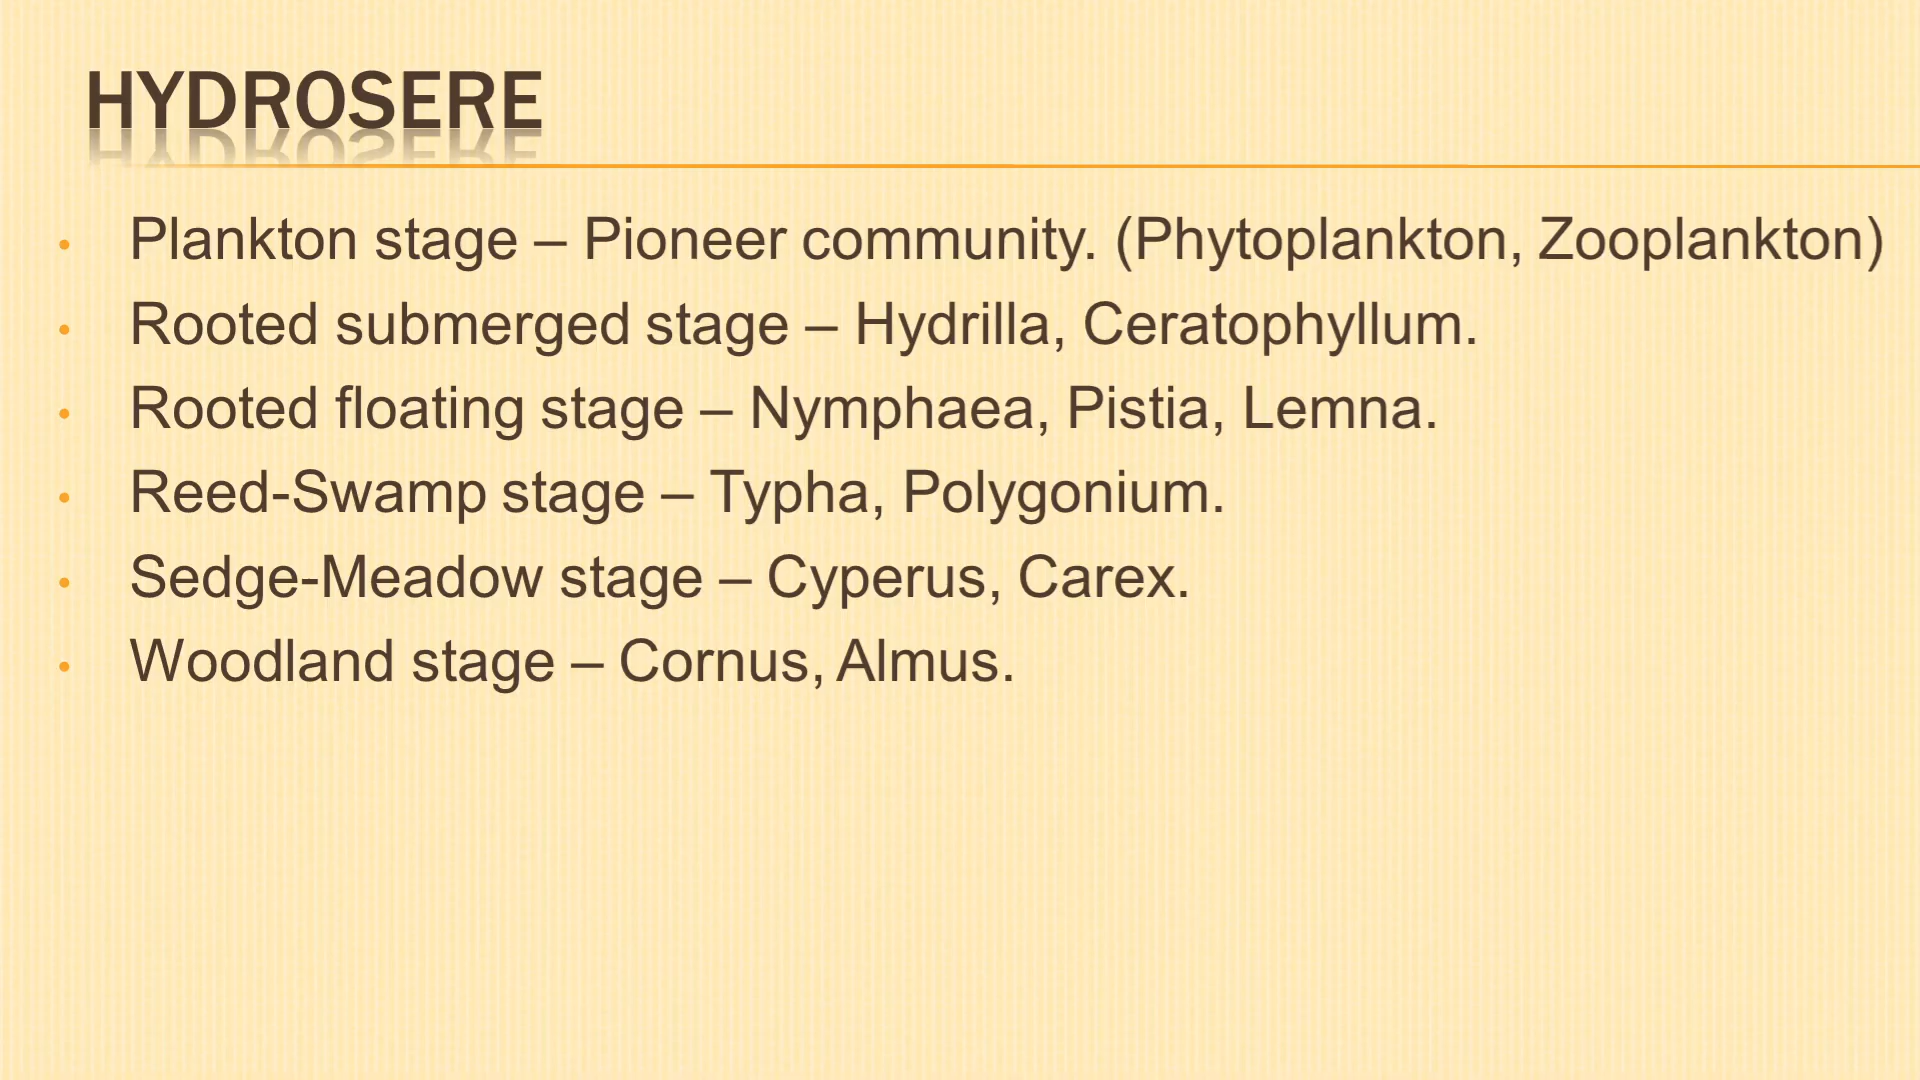 HYDROSERE
• Plankton stage – Pioneer community. (Phytoplankton, Zooplankton)
• Rooted submerged stage – Hydrilla, Ceratophyllum.
• Rooted floating stage – Nymphaea, Pistia, Lemna.
• Reed-Swamp stage – Typha, Polygonium.
• Sedge-Meadow stage – Cyperus, Carex.
• Woodland stage – Cornus, Almus.